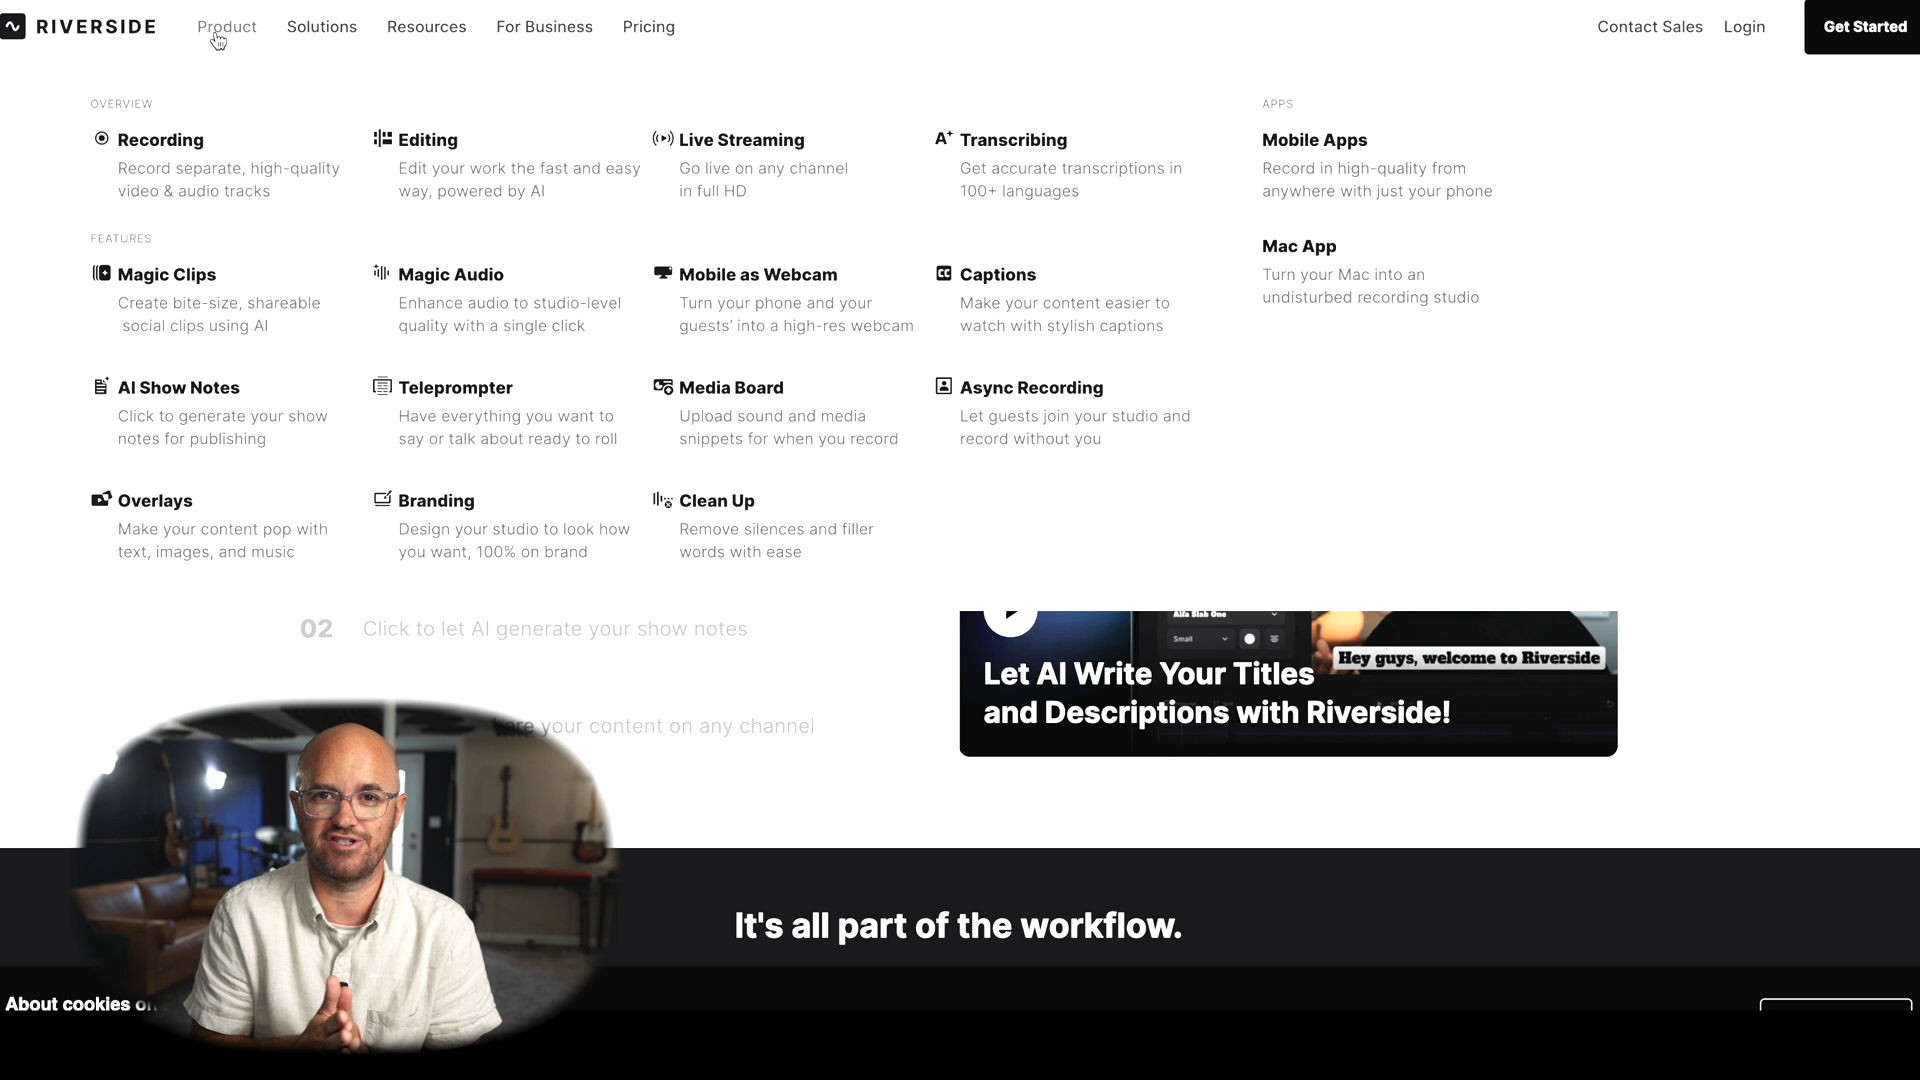 RIVERSIDE
Product
Solutions
Resources
For Business
Pricing
Contact Sales
Login
Get Started
OVERVIEW
Recording
Record separate, high-quality
video & audio tracks
Editing
Edit your work the fast and easy
way, powered by AI
Live Streaming
Go live on any channel
in full HD
Transcribing
Get accurate transcriptions in
100+ languages
FEATURES
Magic Clips
Create bite-size, shareable
social clips using AI
Magic Audio
Enhance audio to studio-level
quality with a single click
Mobile as Webcam
Turn your phone and your
guests’ into a high-res webcam
Captions
Make your content easier to
watch with stylish captions
AI Show Notes
Click to generate your show
notes for publishing
Teleprompter
Have everything you want to
say or talk about ready to roll
Media Board
Upload sound and media
snippets for when you record
Async Recording
Let guests join your studio and
record without you
Overlays
Make your content pop with
text, images, and music
Branding
Design your studio to look how
you want, 100% on brand
Clean Up
Remove silences and filler
words with ease
APPS
Mobile Apps
Record in high-quality from
anywhere with just your phone
Mac App
Turn your Mac into an
undisturbed recording studio
02 Click to let AI generate your show notes
your content on any channel
Alfa Slab One
Small
Hey guys, welcome to Riverside
Let AI Write Your Titles
and Descriptions with Riverside!
It's all part of the workflow.
About cookies on